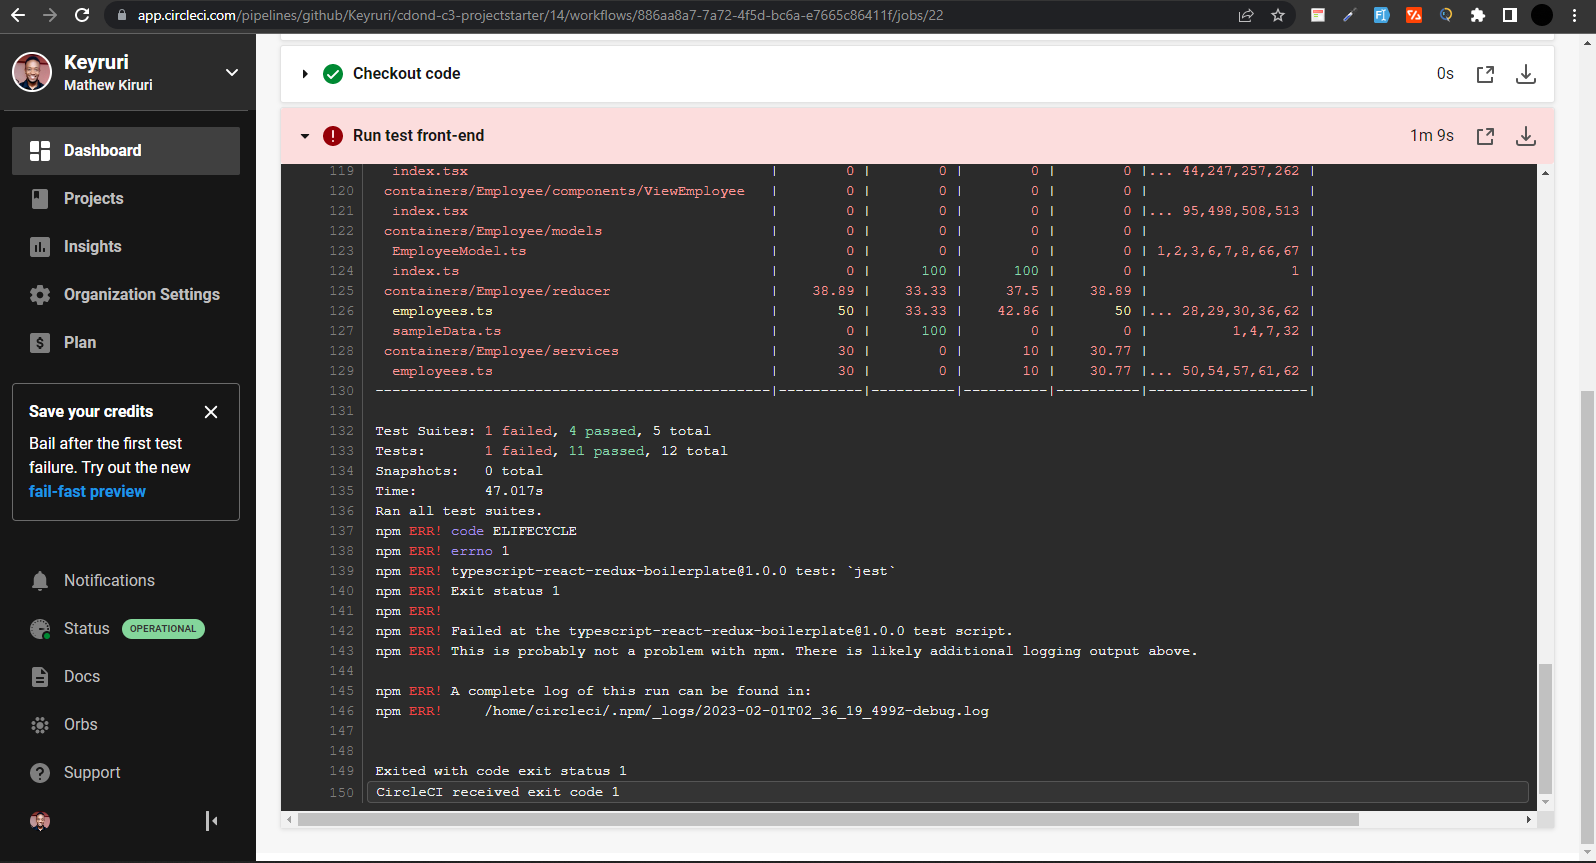 app.circleci.com/pipelines/github/Keyruri/cdond-c3-projectstarter/14/workflows/886aa8a7-7a72-4f5d-bc6a-e7665c86411f/jobs/22
Keyruri
Mathew Kiruri
Dashboard
Projects
Insights
Organization Settings
Plan
Save your credits
Bail after the first test
failure. Try out the new
fail-fast preview
Notifications
Status OPERATIONAL
Docs
Orbs
Support
Checkout code 0s
Run test front-end 1m 9s
119 index.tsx | 0 | 0 | 0 | 0 |... 44,247,257,262 |
120 containers/Employee/components/ViewEmployee | 0 | 0 | 0 | 0 | |
121 index.tsx | 0 | 0 | 0 | 0 |... 95,498,508,513 |
122 containers/Employee/models | 0 | 0 | 0 | 0 | |
123 EmployeeModel.ts | 0 | 0 | 0 | 0 | 1,2,3,6,7,8,66,67 |
124 index.ts | 0 | 100 | 100 | 0 | 1 |
125 containers/Employee/reducer | 38.89 | 33.33 | 37.5 | 38.89 | |
126 employees.ts | 50 | 33.33 | 42.86 | 50 |... 28,29,30,36,62 |
127 sampleData.ts | 0 | 100 | 0 | 0 | 1,4,7,32 |
128 containers/Employee/services | 30 | 0 | 10 | 30.77 | |
129 employees.ts | 30 | 0 | 10 | 30.77 |... 50,54,57,61,62 |
130 -----------------------------------------------|----------|----------|----------|----------|-------------------|
131
132 Test Suites: 1 failed, 4 passed, 5 total
133 Tests: 1 failed, 11 passed, 12 total
134 Snapshots: 0 total
135 Time: 47.017s
136 Ran all test suites.
137 npm ERR! code ELIFECYCLE
138 npm ERR! errno 1
139 npm ERR! typescript-react-redux-boilerplate@1.0.0 test: `jest`
140 npm ERR! Exit status 1
141 npm ERR!
142 npm ERR! Failed at the typescript-react-redux-boilerplate@1.0.0 test script.
143 npm ERR! This is probably not a problem with npm. There is likely additional logging output above.
144
145 npm ERR! A complete log of this run can be found in:
146 npm ERR! /home/circleci/.npm/_logs/2023-02-01T02_36_19_499Z-debug.log
147
148
149 Exited with code exit status 1
150 CircleCI received exit code 1